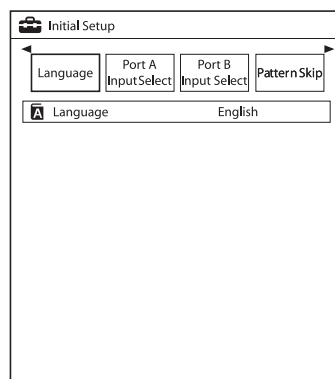 Initial Setup
Language
Port A
Input Select
Port B
Input Select
Pattern Skip
A Language English